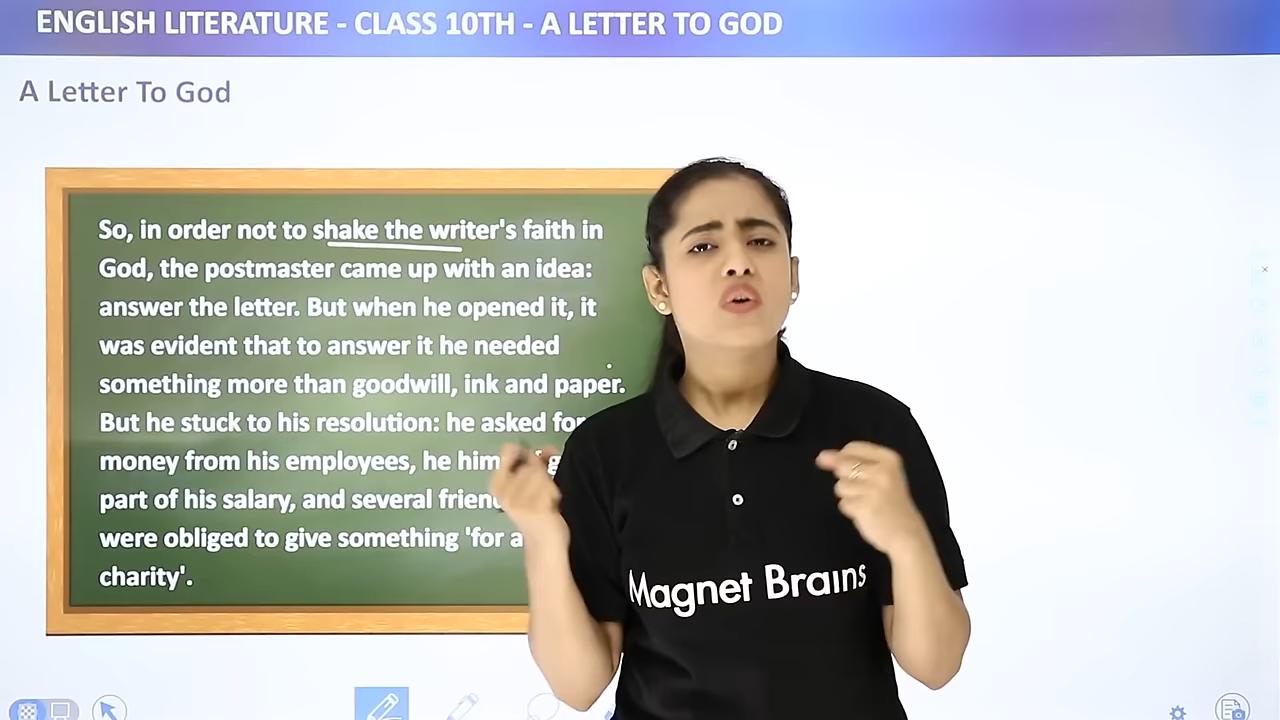 ENGLISH LITERATURE - CLASS 10TH - A LETTER TO GOD
A Letter To God
So, in order not to shake the writer's faith in
God, the postmaster came up with an idea:
answer the letter. But when he opened it, it
was evident that to answer it he needed
something more than goodwill, ink and paper.
But he stuck to his resolution: he asked for
money from his employees, he
part of his salary, and several
were obliged to give something 'for
charity'.
Magnet Brains